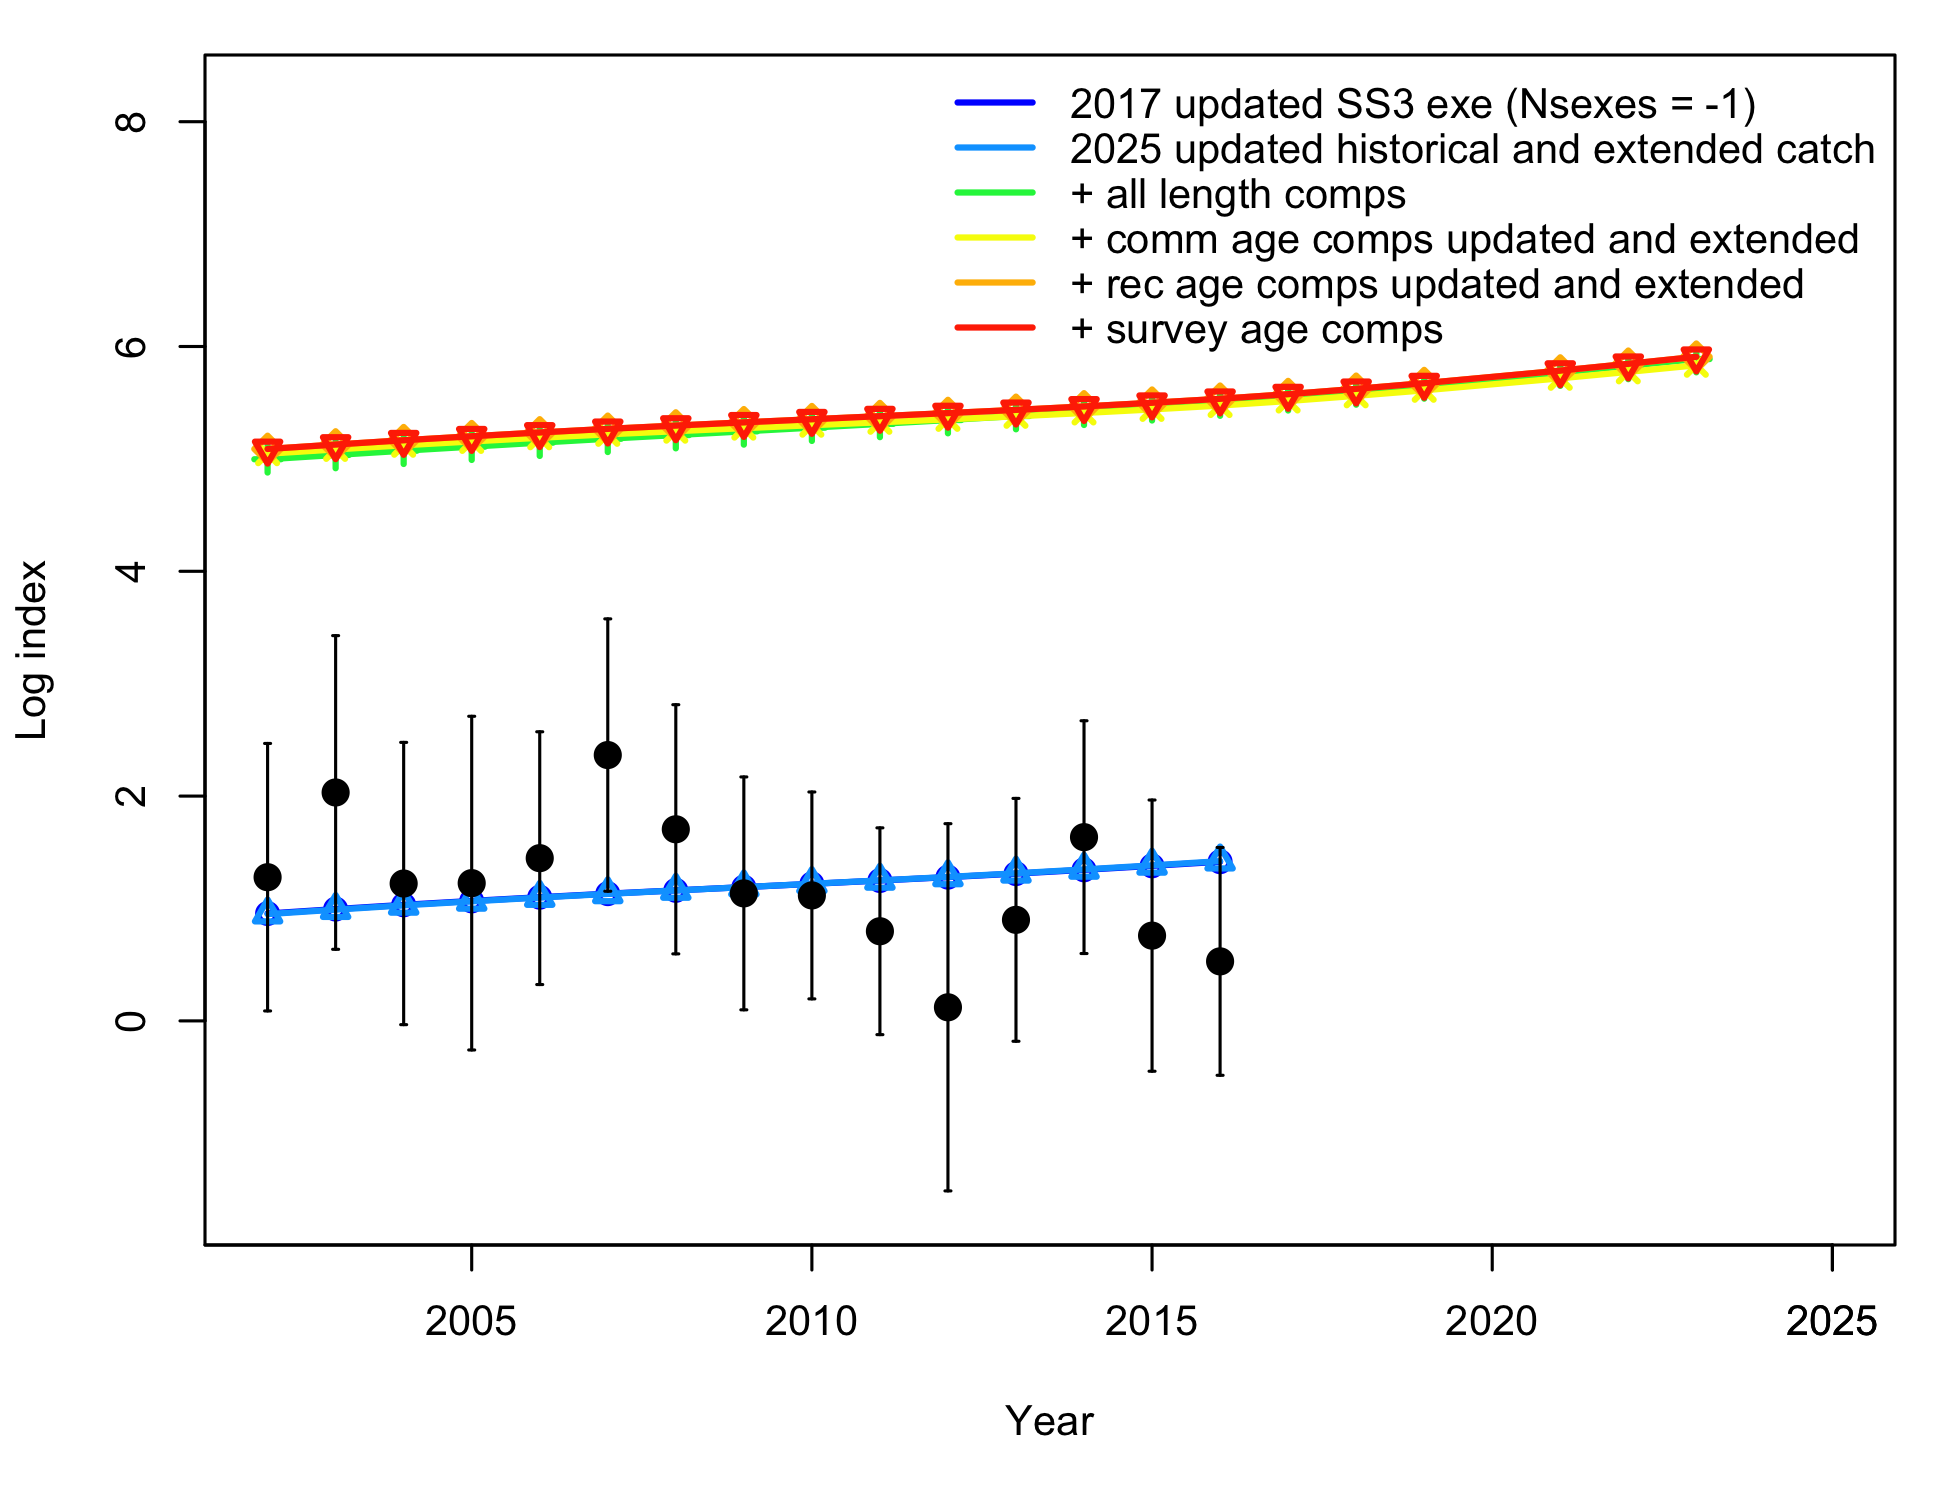 2017 updated SS3 exe (Nsexes = -1)
2025 updated historical and extended catch
+ all length comps
+ comm age comps updated and extended
+ rec age comps updated and extended
+ survey age comps
8
6
4
2
0
Log index
2005
2010
2015
2020
2025
Year